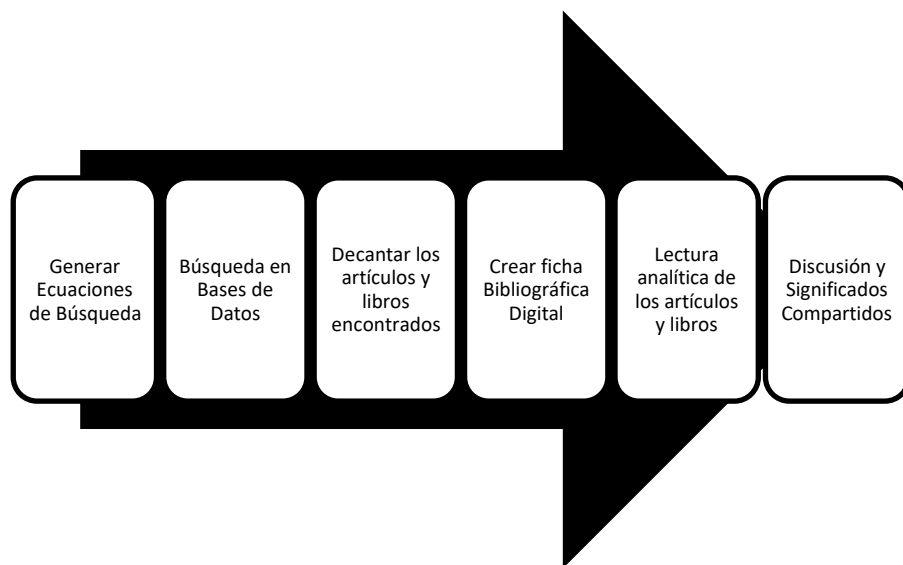 Generar
Ecuaciones
de Búsqueda
Búsqueda en
Bases de
Datos
Decantar los
artículos y
libros
encontrados
Crear ficha
Bibliográfica
Digital
Lectura
analítica de
los artículos
y libros
Discusión y
Significados
Compartidos